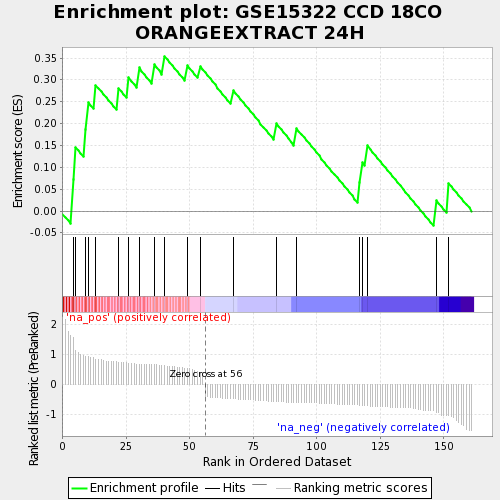 Enrichment plot: GSE15322 CCD 18CO
ORANGEEXTRACT 24H
Enrichment score (ES)
0.35
0.30
0.25
0.20
0.15
0.10
0.05
0.00
-0.05
'na_pos' (positively correlated)
Ranked list metric (PreRanked)
2
1
0
-1
Zero cross at 56
'na_neg' (negatively correlated)
0 25 50 75 100 125 150
Rank in Ordered Dataset
Enrichment profile Hits Ranking metric scores